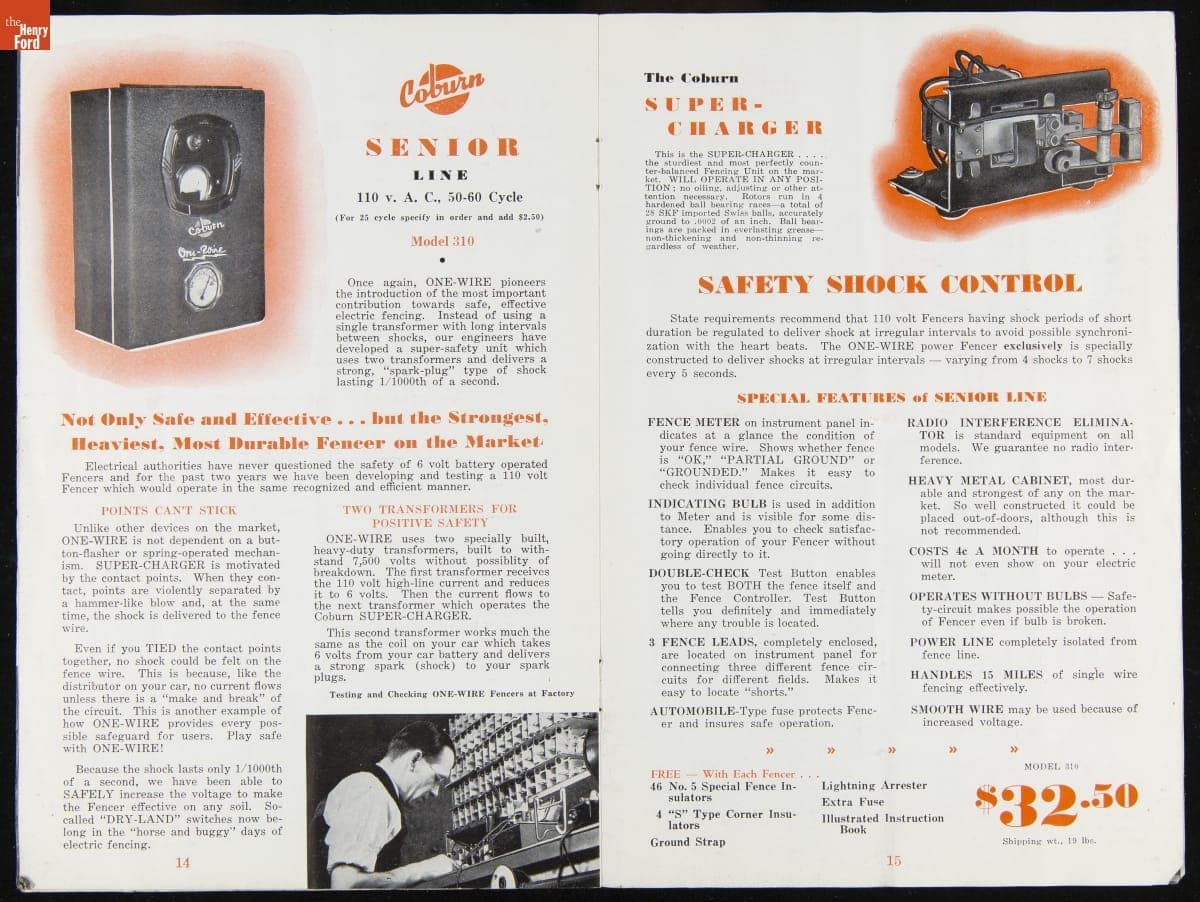 the
Henry
Ford
Coburn
One-Wire
Coburn
SENIOR
LINE
110 v. A. C., 50-60 Cycle
(For 25 cycle specify in order and add $2.50)
Model 310
Once again, ONE-WIRE pioneers
the introduction of the most important
contribution towards safe, effective
electric fencing. Instead of using a
single transformer with long intervals
between shocks, our engineers have
developed a super-safety unit which
uses two transformers and delivers a
strong, "spark-plug" type of shock
lasting 1/1000th of a second.
Not Only Safe and Effective . . . but the Strongest,
Heaviest, Most Durable Fencer on the Market.
Electrical authorities have never questioned the safety of 6 volt battery operated
Fencers and for the past two years we have been developing and testing a 110 volt
Fencer which would operate in the same recognized and efficient manner.
POINTS CAN'T STICK
Unlike other devices on the market,
ONE-WIRE is not dependent on a but-
ton-flasher or spring-operated mechan-
ism. SUPER-CHARGER is motivated
by the contact points. When they con-
tact, points are violently separated by
a hammer-like blow and, at the same
time, the shock is delivered to the fence
wire.
Even if you TIED the contact points
together, no shock could be felt on the
fence wire. This is because, like the
distributor on your car, no current flows
unless there is a "make and break" of
the circuit. This is another example of
how ONE-WIRE provides every pos-
sible safeguard for users. Play safe
with ONE-WIRE!
Because the shock lasts only 1/1000th
of a second, we have been able to
SAFELY increase the voltage to make
the Fencer effective on any soil. So-
called "DRY-LAND" switches now be-
long in the "horse and buggy" days of
electric fencing.
14
TWO TRANSFORMERS FOR
POSITIVE SAFETY
ONE-WIRE uses two specially built,
heavy-duty transformers, built to with-
stand 7,500 volts without possiblity of
breakdown. The first transformer receives
the 110 volt high-line current and reduces
it to 6 volts. Then the current flows to
the next transformer which operates the
Coburn SUPER-CHARGER.
This second transformer works much the
same as the coil on your car which takes
6 volts from your car battery and delivers
a strong spark (shock) to your spark
plugs.
Testing and Checking ONE-WIRE Fencers at Factory
The Coburn
SUPER-
CHARGER
This is the SUPER-CHARGER . . . .
the sturdiest and most perfectly coun-
ter-balanced Fencing Unit on the mar-
ket. WILL OPERATE IN ANY POSI-
TION; no oiling, adjusting or other at-
tention necessary. Rotors run in 4
hardened ball bearing races—a total of
28 SKF imported Swiss balls, accurately
ground to .0002 of an inch. Ball bear-
ings are packed in everlasting grease—
non-thickening and non-thinning re-
gardless of weather.
SAFETY SHOCK CONTROL
State requirements recommend that 110 volt Fencers having shock periods of short
duration be regulated to deliver shock at irregular intervals to avoid possible synchroni-
zation with the heart beats. The ONE-WIRE power Fencer exclusively is specially
constructed to deliver shocks at irregular intervals — varying from 4 shocks to 7 shocks
every 5 seconds.
SPECIAL FEATURES of SENIOR LINE
FENCE METER on instrument panel in-
dicates at a glance the condition of
your fence wire. Shows whether fence
is "OK," "PARTIAL GROUND" or
"GROUNDED." Makes it easy to
check individual fence circuits.
INDICATING BULB is used in addition
to Meter and is visible for some dis-
tance. Enables you to check satisfac-
tory operation of your Fencer without
going directly to it.
DOUBLE-CHECK Test Button enables
you to test BOTH the fence itself and
the Fence Controller. Test Button
tells you definitely and immediately
where any trouble is located.
3 FENCE LEADS, completely enclosed,
are located on instrument panel for
connecting three different fence cir-
cuits for different fields. Makes it
easy to locate "shorts."
AUTOMOBILE-Type fuse protects Fenc-
er and insures safe operation.
RADIO INTERFERENCE ELIMINA-
TOR is standard equipment on all
models. We guarantee no radio inter-
ference.
HEAVY METAL CABINET, most dur-
able and strongest of any on the mar-
ket. So well constructed it could be
placed out-of-doors, although this is
not recommended.
COSTS 4c A MONTH to operate . . .
will not even show on your electric
meter.
OPERATES WITHOUT BULBS — Safe-
ty-circuit makes possible the operation
of Fencer even if bulb is broken.
POWER LINE completely isolated from
fence line.
HANDLES 15 MILES of single wire
fencing effectively.
SMOOTH WIRE may be used because of
increased voltage.
» » » » »
FREE — With Each Fencer . . .
46 No. 5 Special Fence In-
sulators
4 "S" Type Corner Insu-
lators
Ground Strap
Lightning Arrester
Extra Fuse
Illustrated Instruction
Book
MODEL 310
$32.50
Shipping wt., 19 lbs.
15